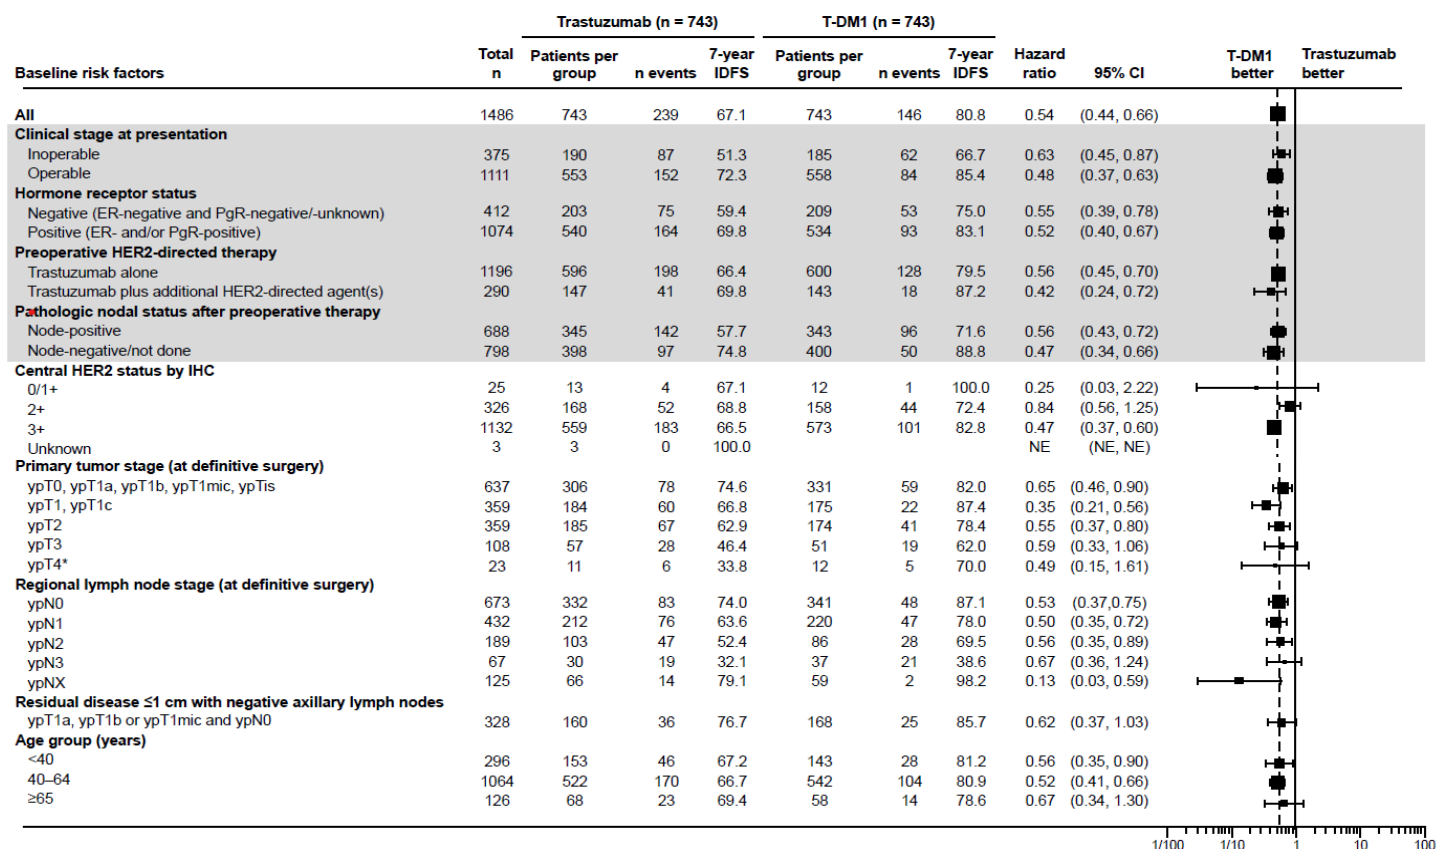 Trastuzumab (n = 743) T-DM1 (n = 743)
Total Patients per 7-year Patients per 7-year Hazard T-DM1 Trastuzumab
Baseline risk factors n group n events IDFS group n events IDFS ratio 95% CI better better
All 1486 743 239 67.1 743 146 80.8 0.54 (0.44, 0.66)
Clinical stage at presentation
Inoperable 375 190 87 51.3 185 62 66.7 0.63 (0.45, 0.87)
Operable 1111 553 152 72.3 558 84 85.4 0.48 (0.37, 0.63)
Hormone receptor status
Negative (ER-negative and PgR-negative/-unknown) 412 203 75 59.4 209 53 75.0 0.55 (0.39, 0.78)
Positive (ER- and/or PgR-positive) 1074 540 164 69.8 534 93 83.1 0.52 (0.40, 0.67)
Preoperative HER2-directed therapy
Trastuzumab alone 1196 596 198 66.4 600 128 79.5 0.56 (0.45, 0.70)
Trastuzumab plus additional HER2-directed agent(s) 290 147 41 69.8 143 18 87.2 0.42 (0.24, 0.72)
Pathologic nodal status after preoperative therapy
Node-positive 688 345 142 57.7 343 96 71.6 0.56 (0.43, 0.72)
Node-negative/not done 798 398 97 74.8 400 50 88.8 0.47 (0.34, 0.66)
Central HER2 status by IHC
0/1+ 25 13 4 67.1 12 1 100.0 0.25 (0.03, 2.22)
2+ 326 168 52 68.8 158 44 72.4 0.84 (0.56, 1.25)
3+ 1132 559 183 66.5 573 101 82.8 0.47 (0.37, 0.60)
Unknown 3 3 0 100.0 NE (NE, NE)
Primary tumor stage (at definitive surgery)
ypT0, ypT1a, ypT1b, ypT1mic, ypTis 637 306 78 74.6 331 59 82.0 0.65 (0.46, 0.90)
ypT1, ypT1c 359 184 60 66.8 175 22 87.4 0.35 (0.21, 0.56)
ypT2 359 185 67 62.9 174 41 78.4 0.55 (0.37, 0.80)
ypT3 108 57 28 46.4 51 19 62.0 0.59 (0.33, 1.06)
ypT4* 23 11 6 33.8 12 5 70.0 0.49 (0.15, 1.61)
Regional lymph node stage (at definitive surgery)
ypN0 673 332 83 74.0 341 48 87.1 0.53 (0.37,0.75)
ypN1 432 212 76 63.6 220 47 78.0 0.50 (0.35, 0.72)
ypN2 189 103 47 52.4 86 28 69.5 0.56 (0.35, 0.89)
ypN3 67 30 19 32.1 37 21 38.6 0.67 (0.36, 1.24)
ypNX 125 66 14 79.1 59 2 98.2 0.13 (0.03, 0.59)
Residual disease ≤1 cm with negative axillary lymph nodes
ypT1a, ypT1b or ypT1mic and ypN0 328 160 36 76.7 168 25 85.7 0.62 (0.37, 1.03)
Age group (years)
<40 296 153 46 67.2 143 28 81.2 0.56 (0.35, 0.90)
40–64 1064 522 170 66.7 542 104 80.9 0.52 (0.41, 0.66)
≥65 126 68 23 69.4 58 14 78.6 0.67 (0.34, 1.30)
1/100 1/10 1 10 100